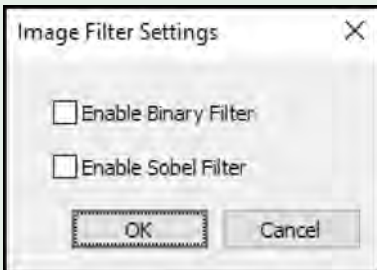 Image Filter Settings
Enable Binary Filter
Enable Sobel Filter
OK Cancel